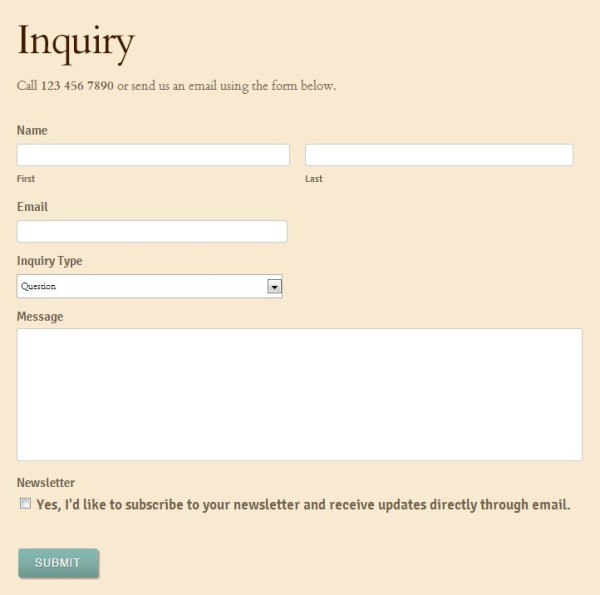 Inquiry
Call 123 456 7890 or send us an email using the form below.
Name
First Last
Email
Inquiry Type
Question
Message
Newsletter
Yes, I'd like to subscribe to your newsletter and receive updates directly through email.
SUBMIT